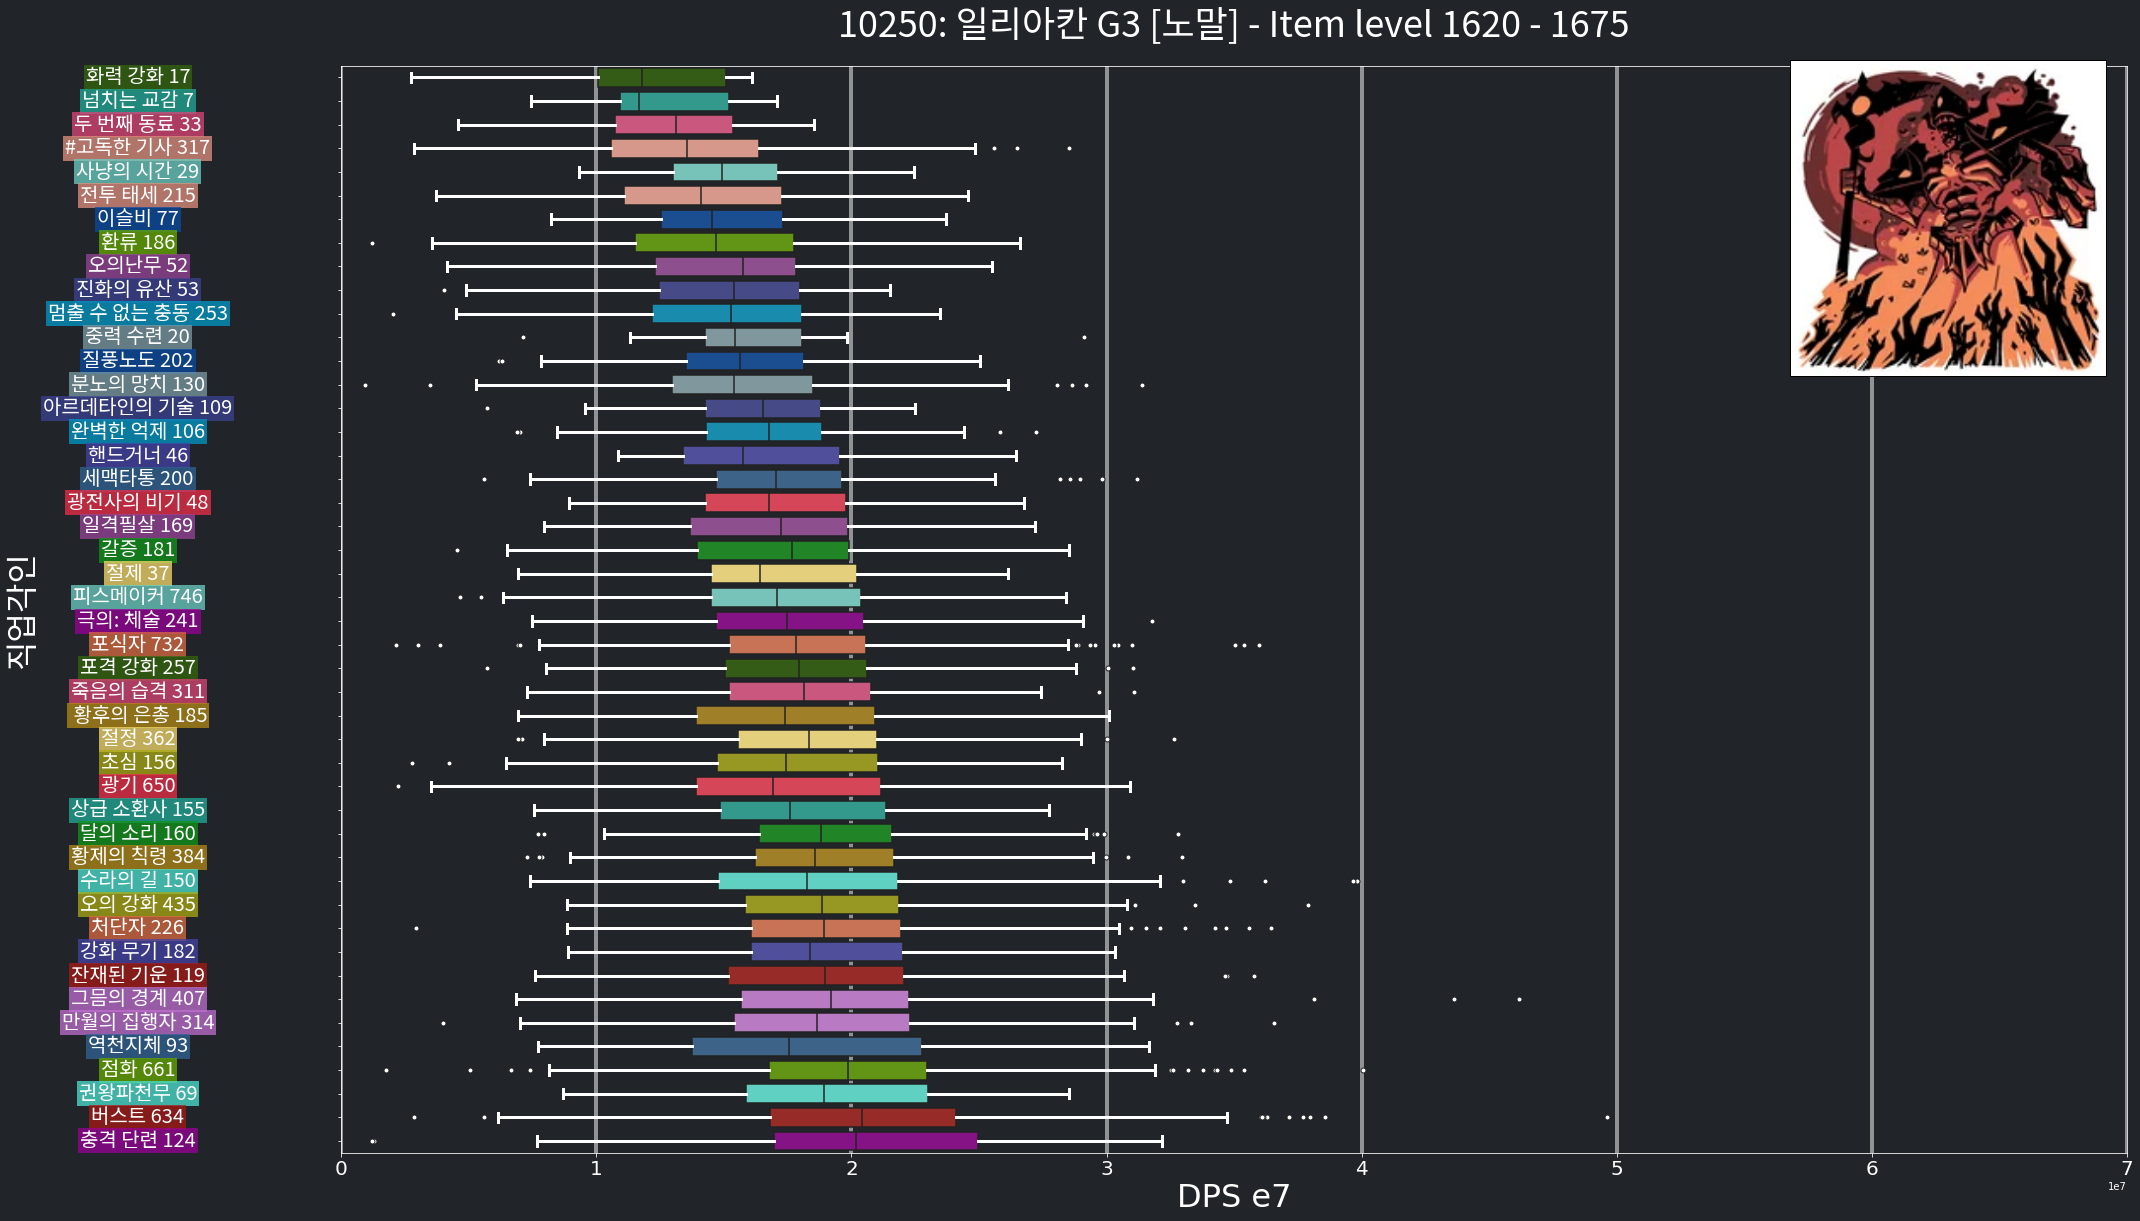 10250: 일리아칸 G3 [노말] - Item level 1620 - 1675
직업각인
화력 강화 17
넘치는 교감 7
두 번째 동료 33
#고독한 기사 317
사냥의 시간 29
전투 태세 215
이슬비 77
환류 186
오의난무 52
진화의 유산 53
멈출 수 없는 충동 253
중력 수련 20
질풍노도 202
분노의 망치 130
아르데타인의 기술 109
완벽한 억제 106
핸드거너 46
세맥타통 200
광전사의 비기 48
일격필살 169
갈증 181
절제 37
피스메이커 746
극의: 체술 241
포식자 732
포격 강화 257
죽음의 습격 311
황후의 은총 185
절정 362
초심 156
광기 650
상급 소환사 155
달의 소리 160
황제의 칙령 384
수라의 길 150
오의 강화 435
처단자 226
강화 무기 182
잔재된 기운 119
그믐의 경계 407
만월의 집행자 314
역천지체 93
점화 661
권왕파천무 69
버스트 634
충격 단련 124
0 1 2 3 4 5 6 7
1e7
DPS e7